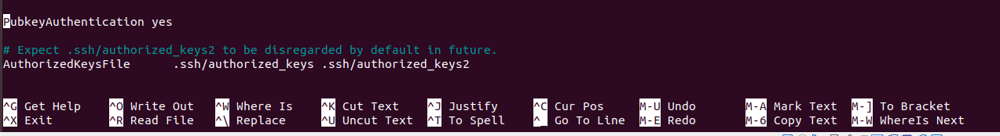 PubkeyAuthentication yes
# Expect .ssh/authorized_keys2 to be disregarded by default in future.
AuthorizedKeysFile      .ssh/authorized_keys .ssh/authorized_keys2
^G Get Help    ^O Write Out   ^W Where Is    ^K Cut Text    ^J Justify     ^C Cur Pos     M-U Undo       M-A Mark Text  M-] To Bracket
^X Exit        ^R Read File   ^\ Replace     ^U Uncut Text  ^T To Spell    ^_ Go To Line  M-E Redo       M-6 Copy Text  M-W WhereIs Next